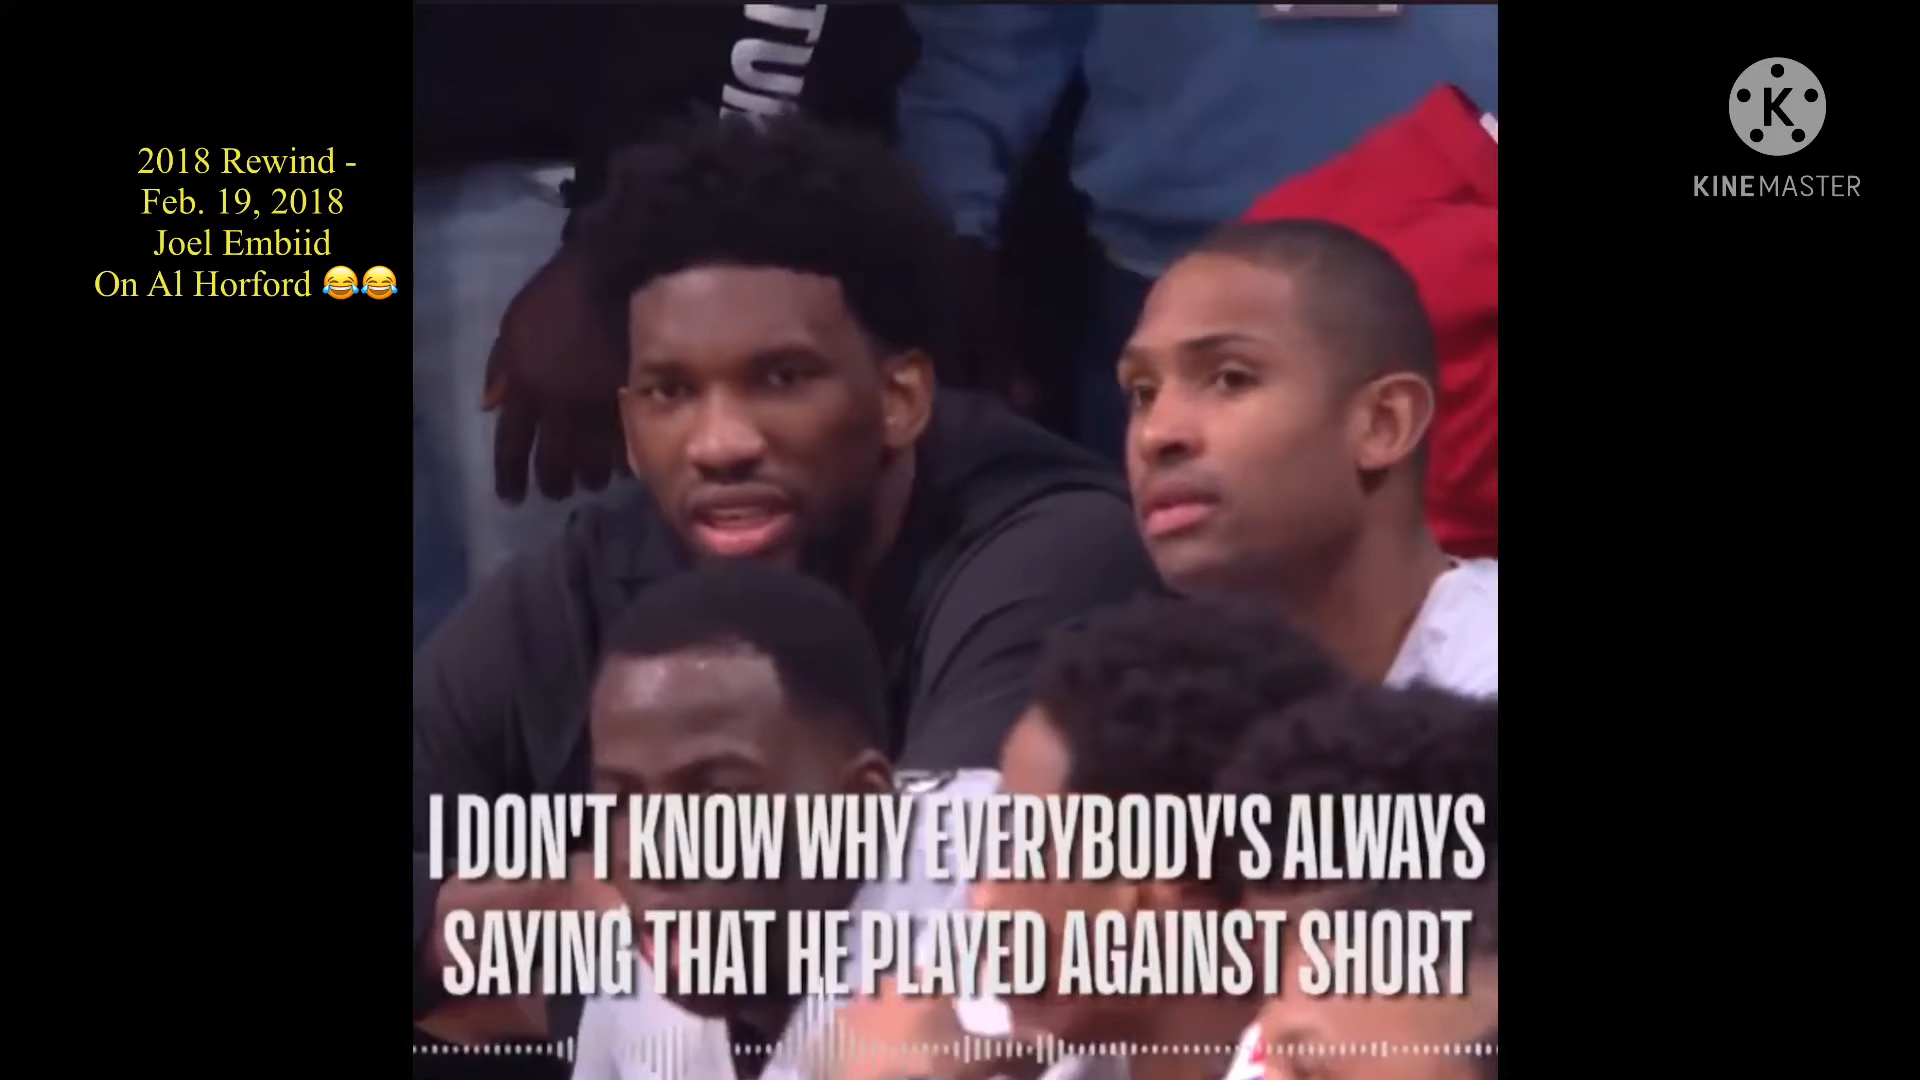 2018 Rewind -
Feb. 19, 2018
Joel Embiid
On Al Horford 😂😂
KINEMASTER
K
I DON'T KNOW WHY EVERYBODY'S ALWAYS
SAYING THAT HE PLAYED AGAINST SHORT